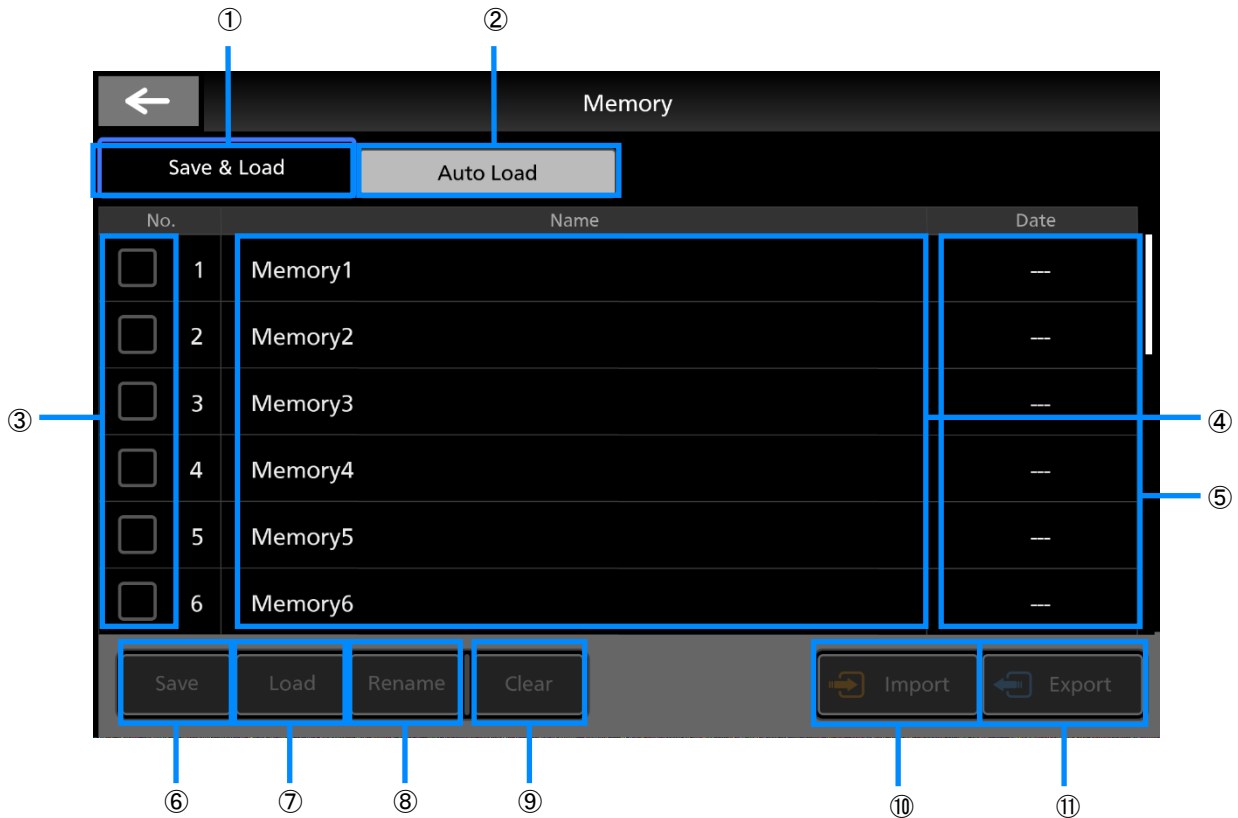 ① ②
Memory
Save & Load Auto Load
No. Name Date
1 Memory1 ---
2 Memory2 ---
3 Memory3 ---
③ ④
4 Memory4 ---
⑤
5 Memory5 ---
6 Memory6 ---
Save Load Rename Clear Import Export
⑥ ⑦ ⑧ ⑨ ⑩ ⑪